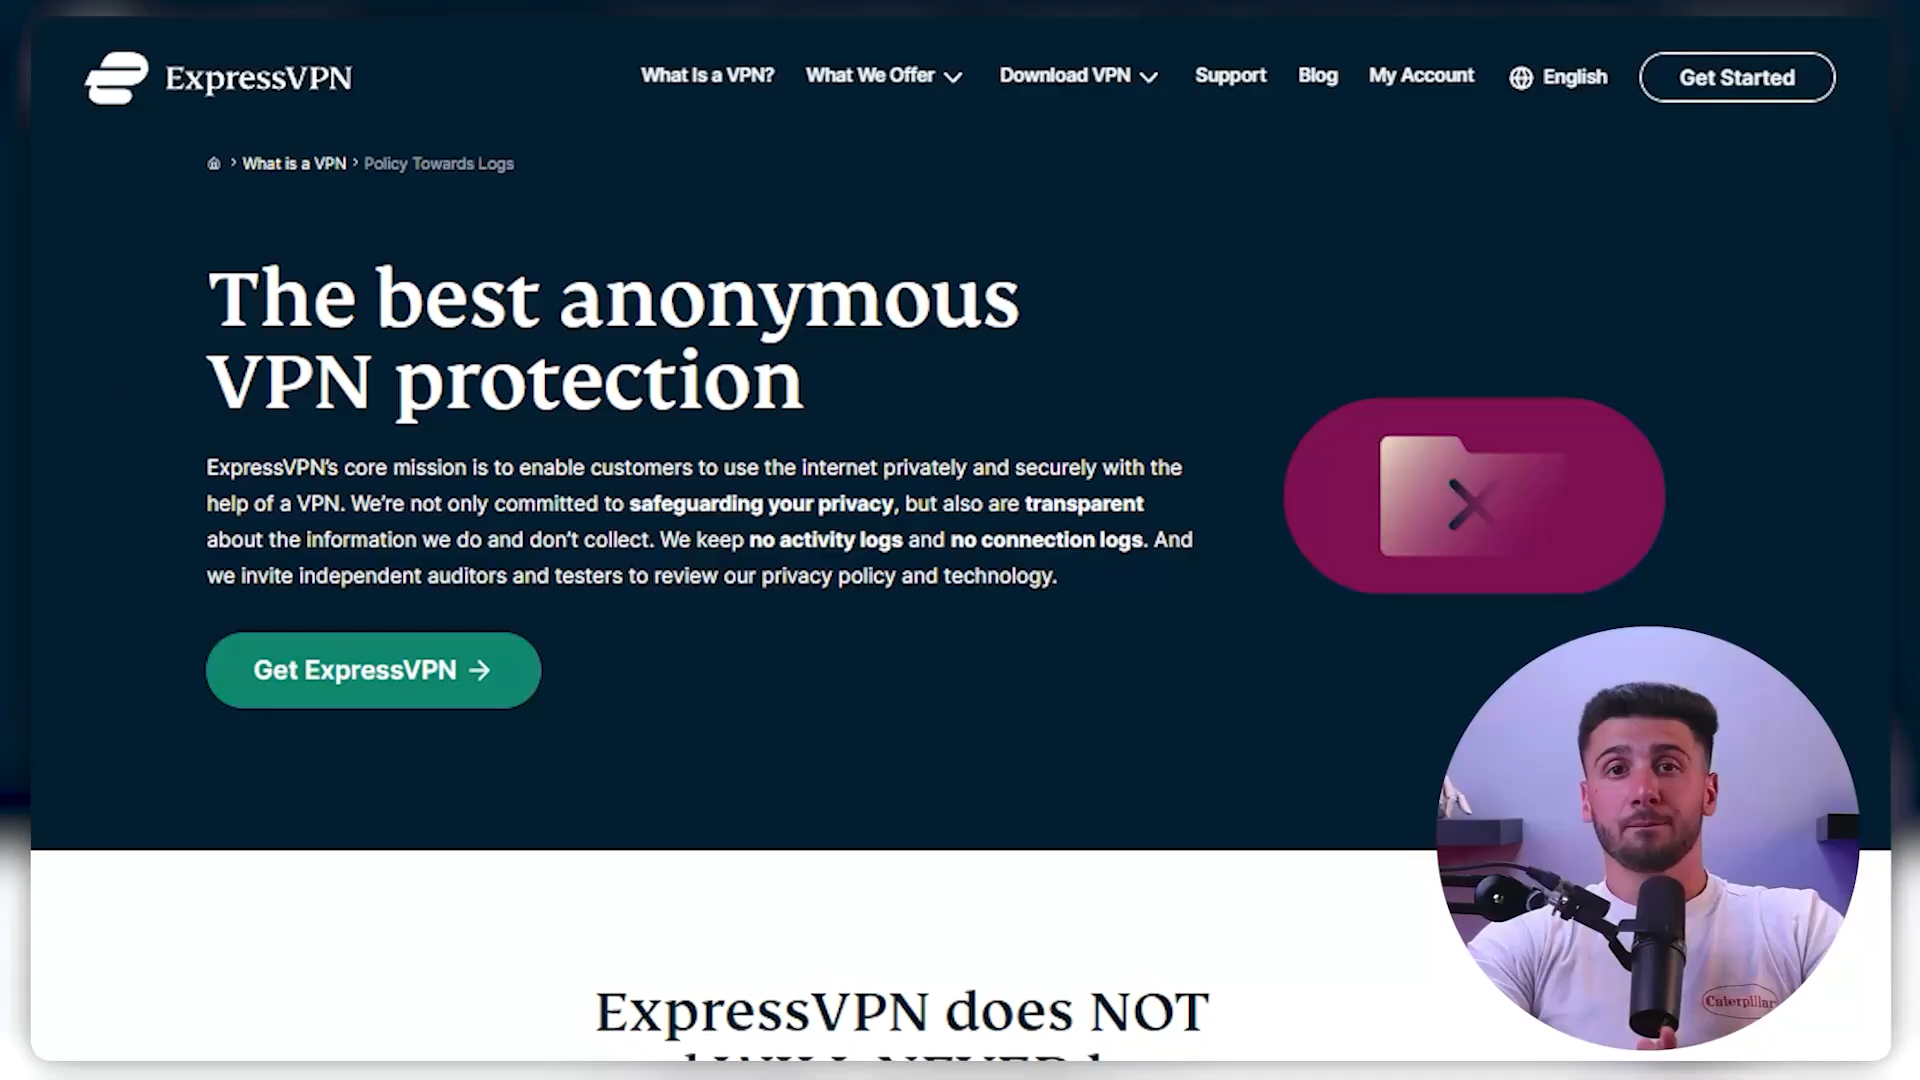 ExpressVPN
What Is a VPN?
What We Offer
Download VPN
Support
Blog
My Account
English
Get Started
What is a VPN > Policy Towards Logs
The best anonymous
VPN protection
ExpressVPN’s core mission is to enable customers to use the internet privately and securely with the
help of a VPN. We’re not only committed to safeguarding your privacy, but also are transparent
about the information we do and don’t collect. We keep no activity logs and no connection logs. And
we invite independent auditors and testers to review our privacy policy and technology.
Get ExpressVPN →
ExpressVPN does NOT
Caterpillar